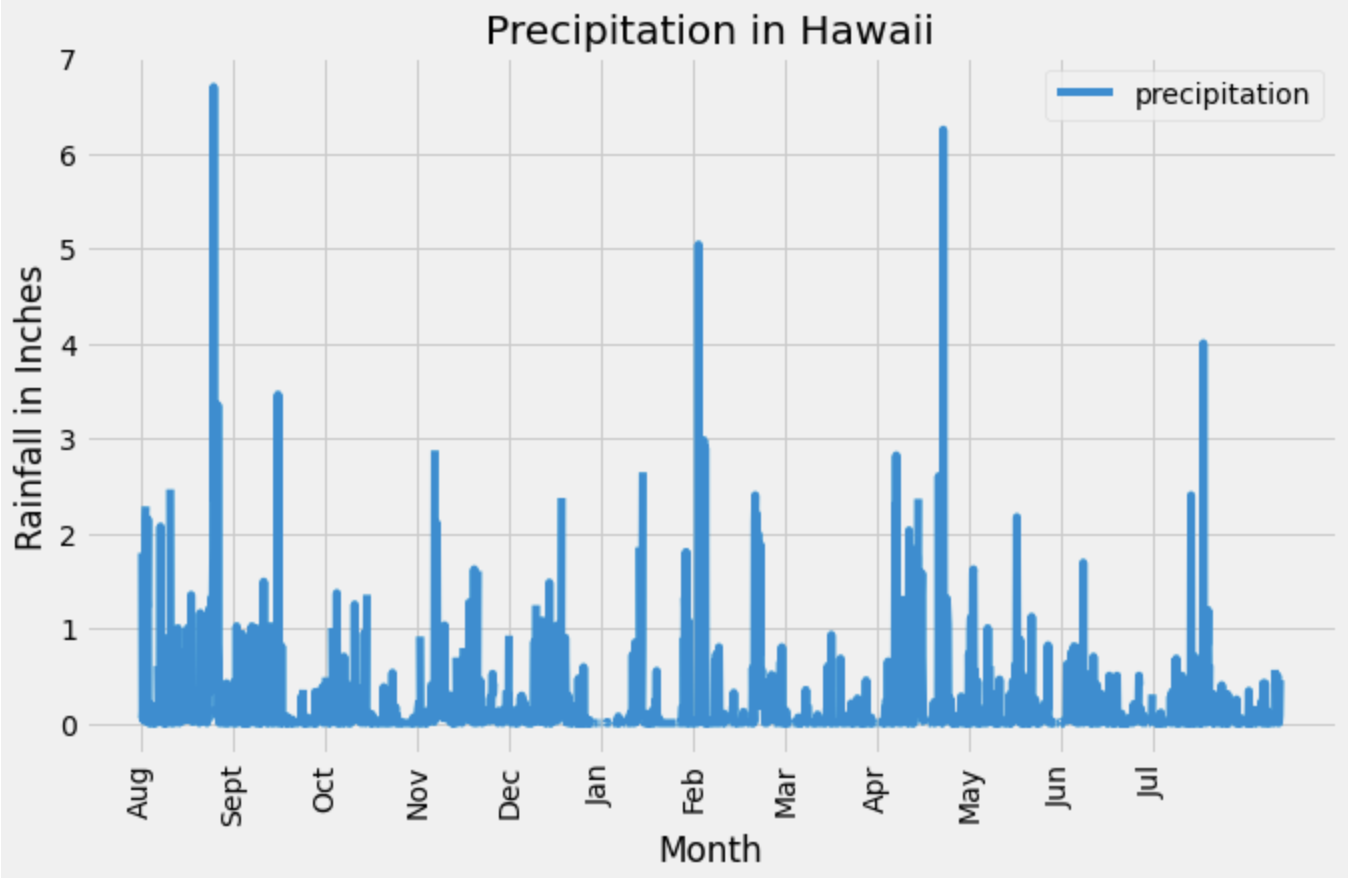 Precipitation in Hawaii
precipitation
7
6
5
4
3
2
1
0
Rainfall in Inches
Aug
Sept
Oct
Nov
Dec
Jan
Feb
Mar
Apr
May
Jun
Jul
Month